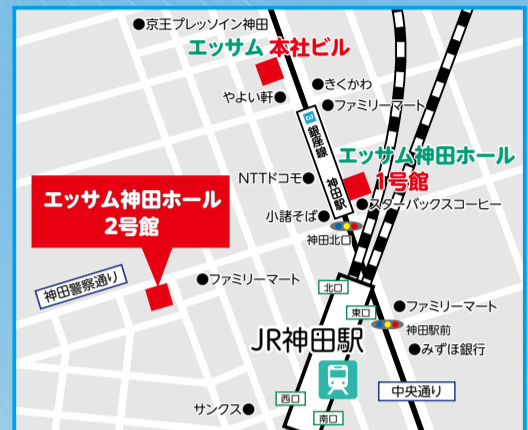 京王プレッソイン神田
エッサム 本社ビル
きくかわ
やよい軒
ファミリーマート
銀座線
神田駅
エッサム神田ホール
1号館
NTTドコモ
スターバックスコーヒー
小諸そば
神田北口
エッサム神田ホール
2号館
神田警察通り
ファミリーマート
北口
東口
ファミリーマート
神田駅前
JR神田駅
みずほ銀行
中央通り
西口
サンクス
南口